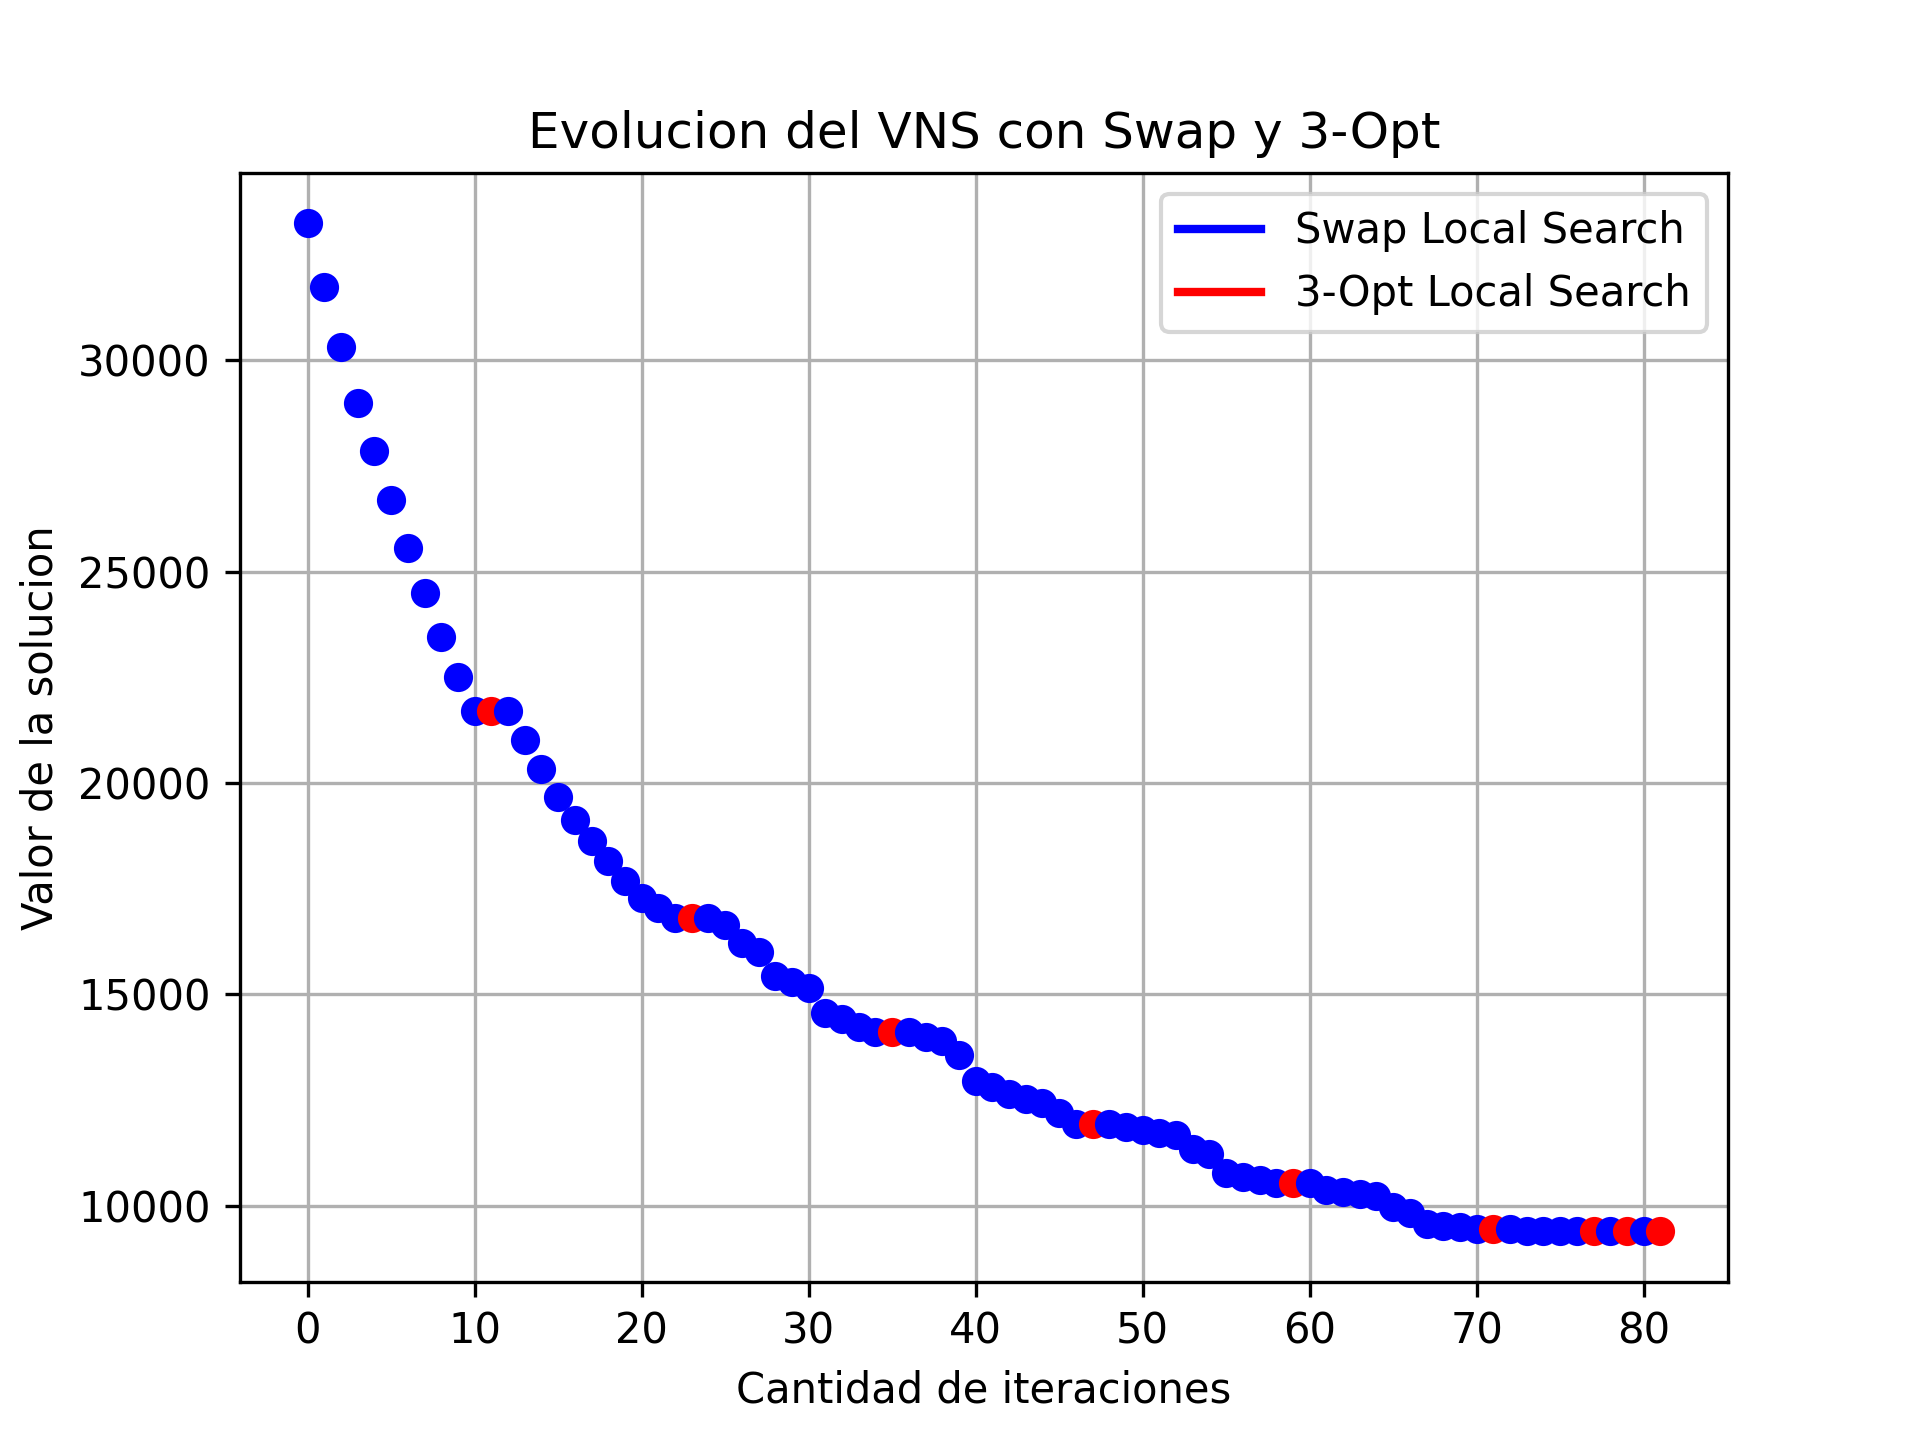 Evolucion del VNS con Swap y 3-Opt
Swap Local Search
3-Opt Local Search
Valor de la solucion
30000
25000
20000
15000
10000
0 10 20 30 40 50 60 70 80
Cantidad de iteraciones